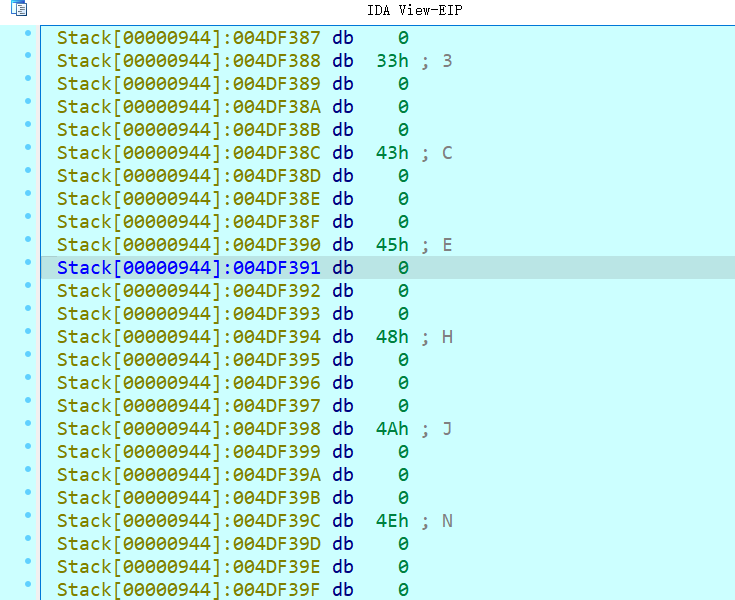 IDA View-EIP
Stack[00000944]:004DF387 db    0
Stack[00000944]:004DF388 db  33h ; 3
Stack[00000944]:004DF389 db    0
Stack[00000944]:004DF38A db    0
Stack[00000944]:004DF38B db    0
Stack[00000944]:004DF38C db  43h ; C
Stack[00000944]:004DF38D db    0
Stack[00000944]:004DF38E db    0
Stack[00000944]:004DF38F db    0
Stack[00000944]:004DF390 db  45h ; E
Stack[00000944]:004DF391 db    0
Stack[00000944]:004DF392 db    0
Stack[00000944]:004DF393 db    0
Stack[00000944]:004DF394 db  48h ; H
Stack[00000944]:004DF395 db    0
Stack[00000944]:004DF396 db    0
Stack[00000944]:004DF397 db    0
Stack[00000944]:004DF398 db  4Ah ; J
Stack[00000944]:004DF399 db    0
Stack[00000944]:004DF39A db    0
Stack[00000944]:004DF39B db    0
Stack[00000944]:004DF39C db  4Eh ; N
Stack[00000944]:004DF39D db    0
Stack[00000944]:004DF39E db    0
Stack[00000944]:004DF39F db    0